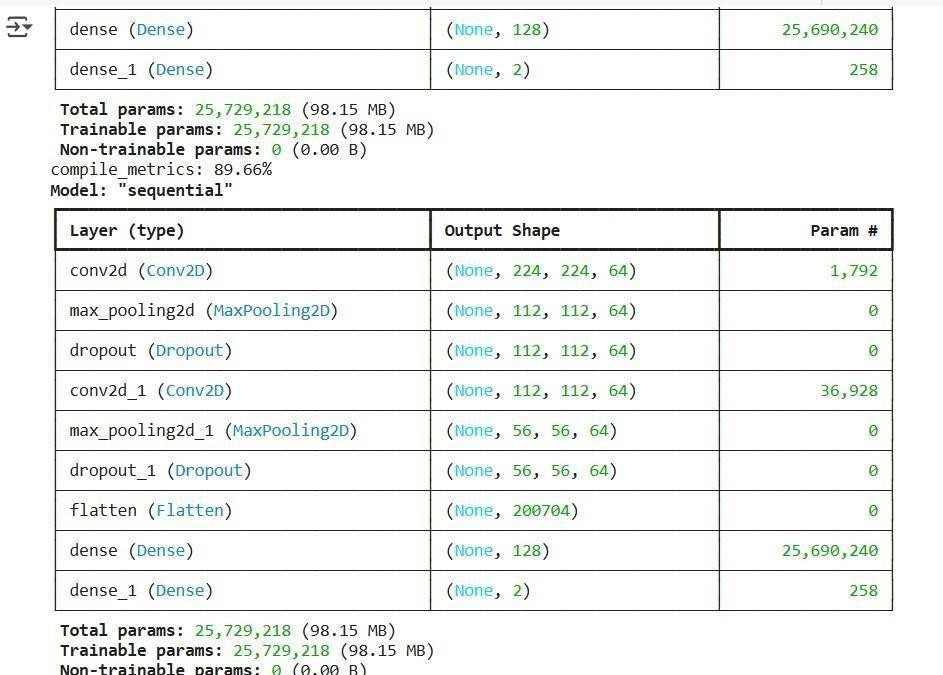 dense (Dense) (None, 128) 25,690,240
dense_1 (Dense) (None, 2) 258
Total params: 25,729,218 (98.15 MB)
Trainable params: 25,729,218 (98.15 MB)
Non-trainable params: 0 (0.00 B)
compile_metrics: 89.66%
Model: "sequential"
Layer (type) Output Shape Param #
conv2d (Conv2D) (None, 224, 224, 64) 1,792
max_pooling2d (MaxPooling2D) (None, 112, 112, 64) 0
dropout (Dropout) (None, 112, 112, 64) 0
conv2d_1 (Conv2D) (None, 112, 112, 64) 36,928
max_pooling2d_1 (MaxPooling2D) (None, 56, 56, 64) 0
dropout_1 (Dropout) (None, 56, 56, 64) 0
flatten (Flatten) (None, 200704) 0
dense (Dense) (None, 128) 25,690,240
dense_1 (Dense) (None, 2) 258
Total params: 25,729,218 (98.15 MB)
Trainable params: 25,729,218 (98.15 MB)
Non-trainable params: 0 (0.00 B)